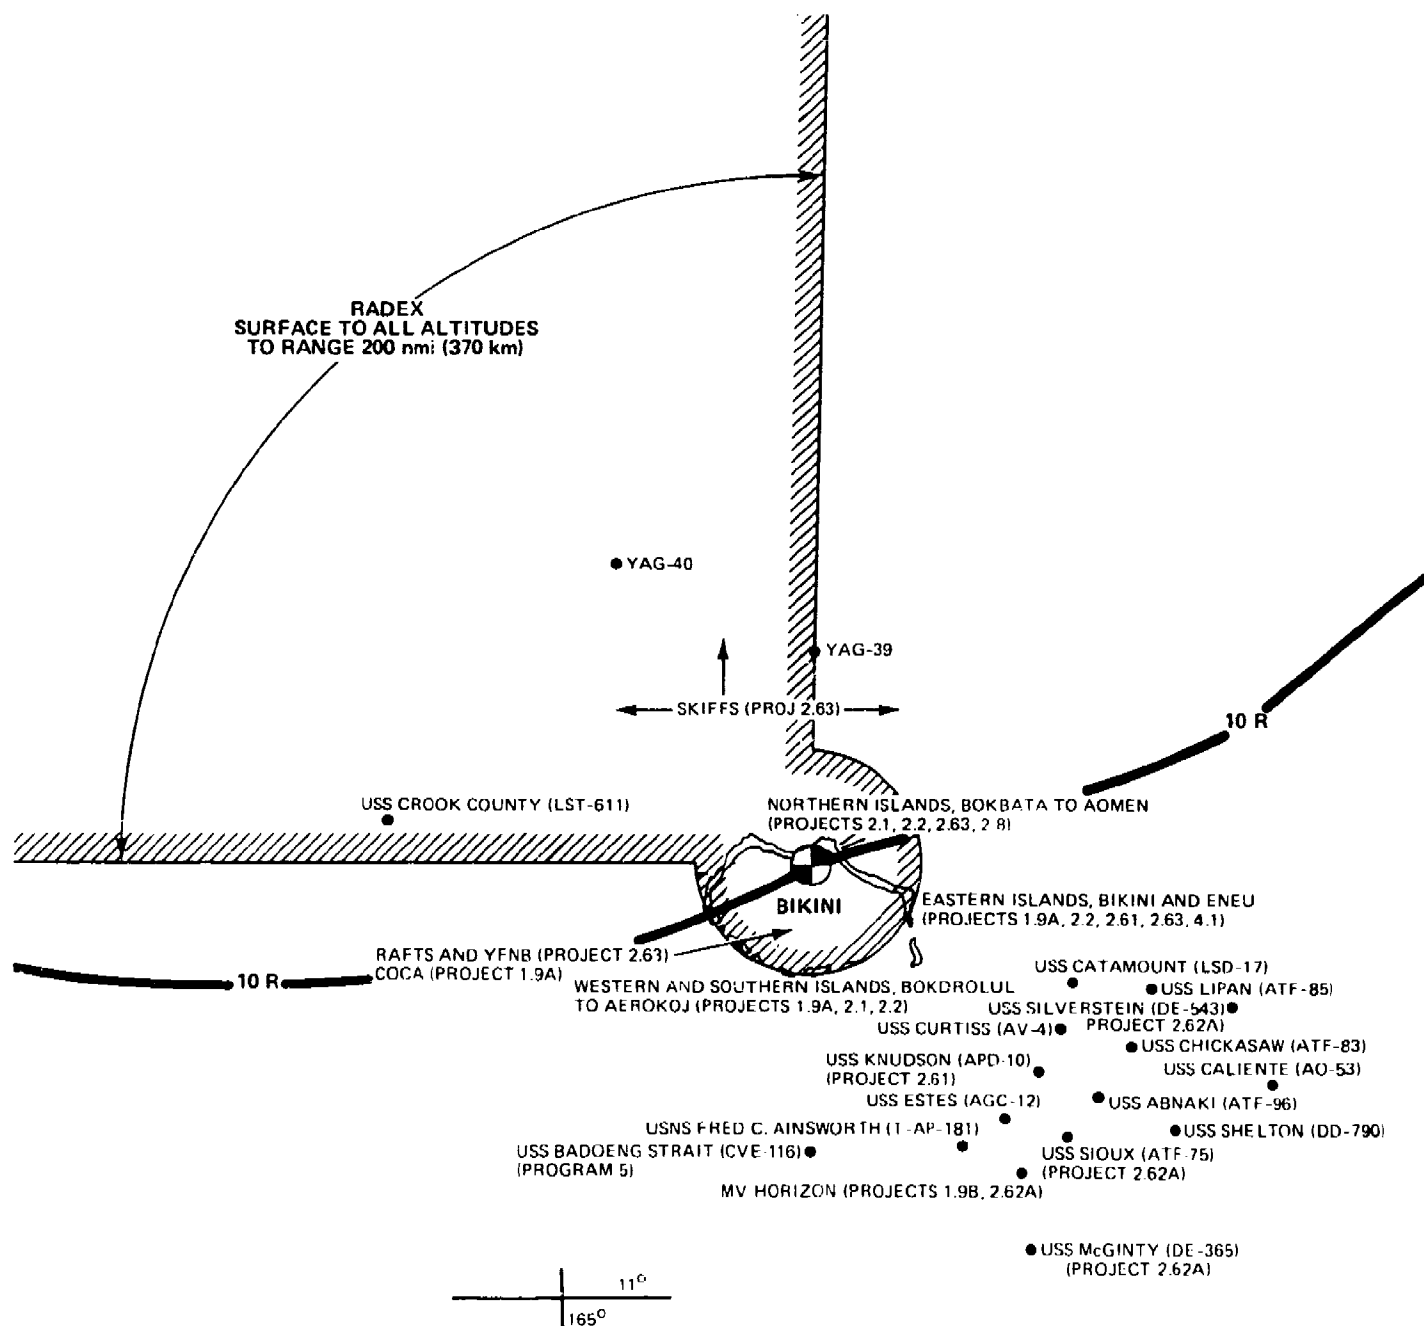 RADEX
SURFACE TO ALL ALTITUDES
TO RANGE 200 nmi (370 km)
YAG-40
YAG-39
SKIFFS (PROJ 2.63)
10 R
USS CROOK COUNTY (LST-611)
NORTHERN ISLANDS, BOKBATA TO AOMEN
(PROJECTS 2.1, 2.2, 2.63, 2.8)
BIKINI
EASTERN ISLANDS, BIKINI AND ENEU
(PROJECTS 1.9A, 2.2, 2.61, 2.63, 4.1)
RAFTS AND YFNB (PROJECT 2.63)
COCA (PROJECT 1.9A)
10 R
WESTERN AND SOUTHERN ISLANDS, BOKDROLUL
TO AEROKOJ (PROJECTS 1.9A, 2.1, 2.2)
USS CATAMOUNT (LSD-17)
USS LIPAN (ATF-85)
USS SILVERSTEIN (DE-543)
PROJECT 2.62A)
USS CURTISS (AV-4)
USS CHICKASAW (ATF-83)
USS KNUDSON (APD-10)
(PROJECT 2.61)
USS CALIENTE (AO-53)
USS ESTES (AGC-12)
USS ABNAKI (ATF-96)
USNS FRED C. AINSWORTH (T-AP-181)
USS SHELTON (DD-790)
USS BADOENG STRAIT (CVE-116)
(PROGRAM 5)
USS SIOUX (ATF-75)
(PROJECT 2.62A)
MV HORIZON (PROJECTS 1.9B, 2.62A)
USS McGINTY (DE-365)
(PROJECT 2.62A)
11°
165°